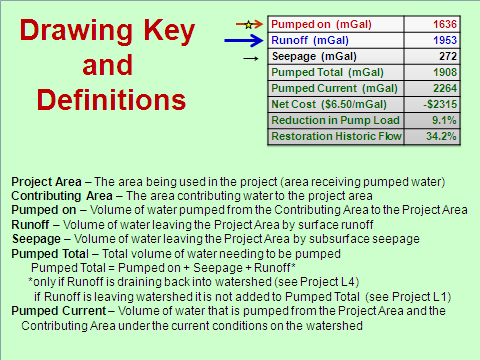 Drawing Key
and
Definitions
Pumped on (mGal) 1636
Runoff (mGal) 1953
Seepage (mGal) 272
Pumped Total (mGal) 1908
Pumped Current (mGal) 2264
Net Cost ($6.50/mGal) -$2315
Reduction in Pump Load 9.1%
Restoration Historic Flow 34.2%
Project Area – The area being used in the project (area receiving pumped water)
Contributing Area – The area contributing water to the project area
Pumped on – Volume of water pumped from the Contributing Area to the Project Area
Runoff – Volume of water leaving the Project Area by surface runoff
Seepage – Volume of water leaving the Project Area by subsurface seepage
Pumped Total – Total volume of water needing to be pumped
Pumped Total = Pumped on + Seepage + Runoff*
*only if Runoff is draining back into watershed (see Project L4)
if Runoff is leaving watershed it is not added to Pumped Total (see Project L1)
Pumped Current – Volume of water that is pumped from the Project Area and the
Contributing Area under the current conditions on the watershed